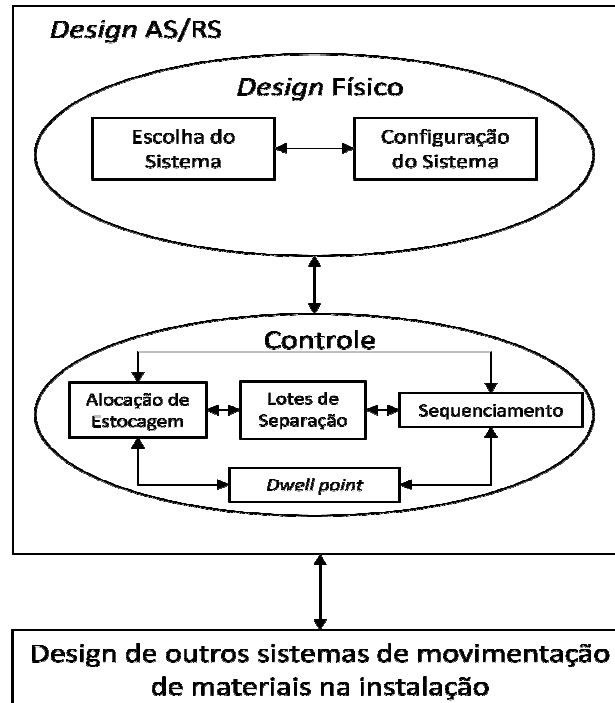 Design AS/RS
Design Físico
Escolha do
Sistema
Configuração
do Sistema
Controle
Alocação de
Estocagem
Lotes de
Separação
Sequenciamento
Dwell point
Design de outros sistemas de movimentação
de materiais na instalação